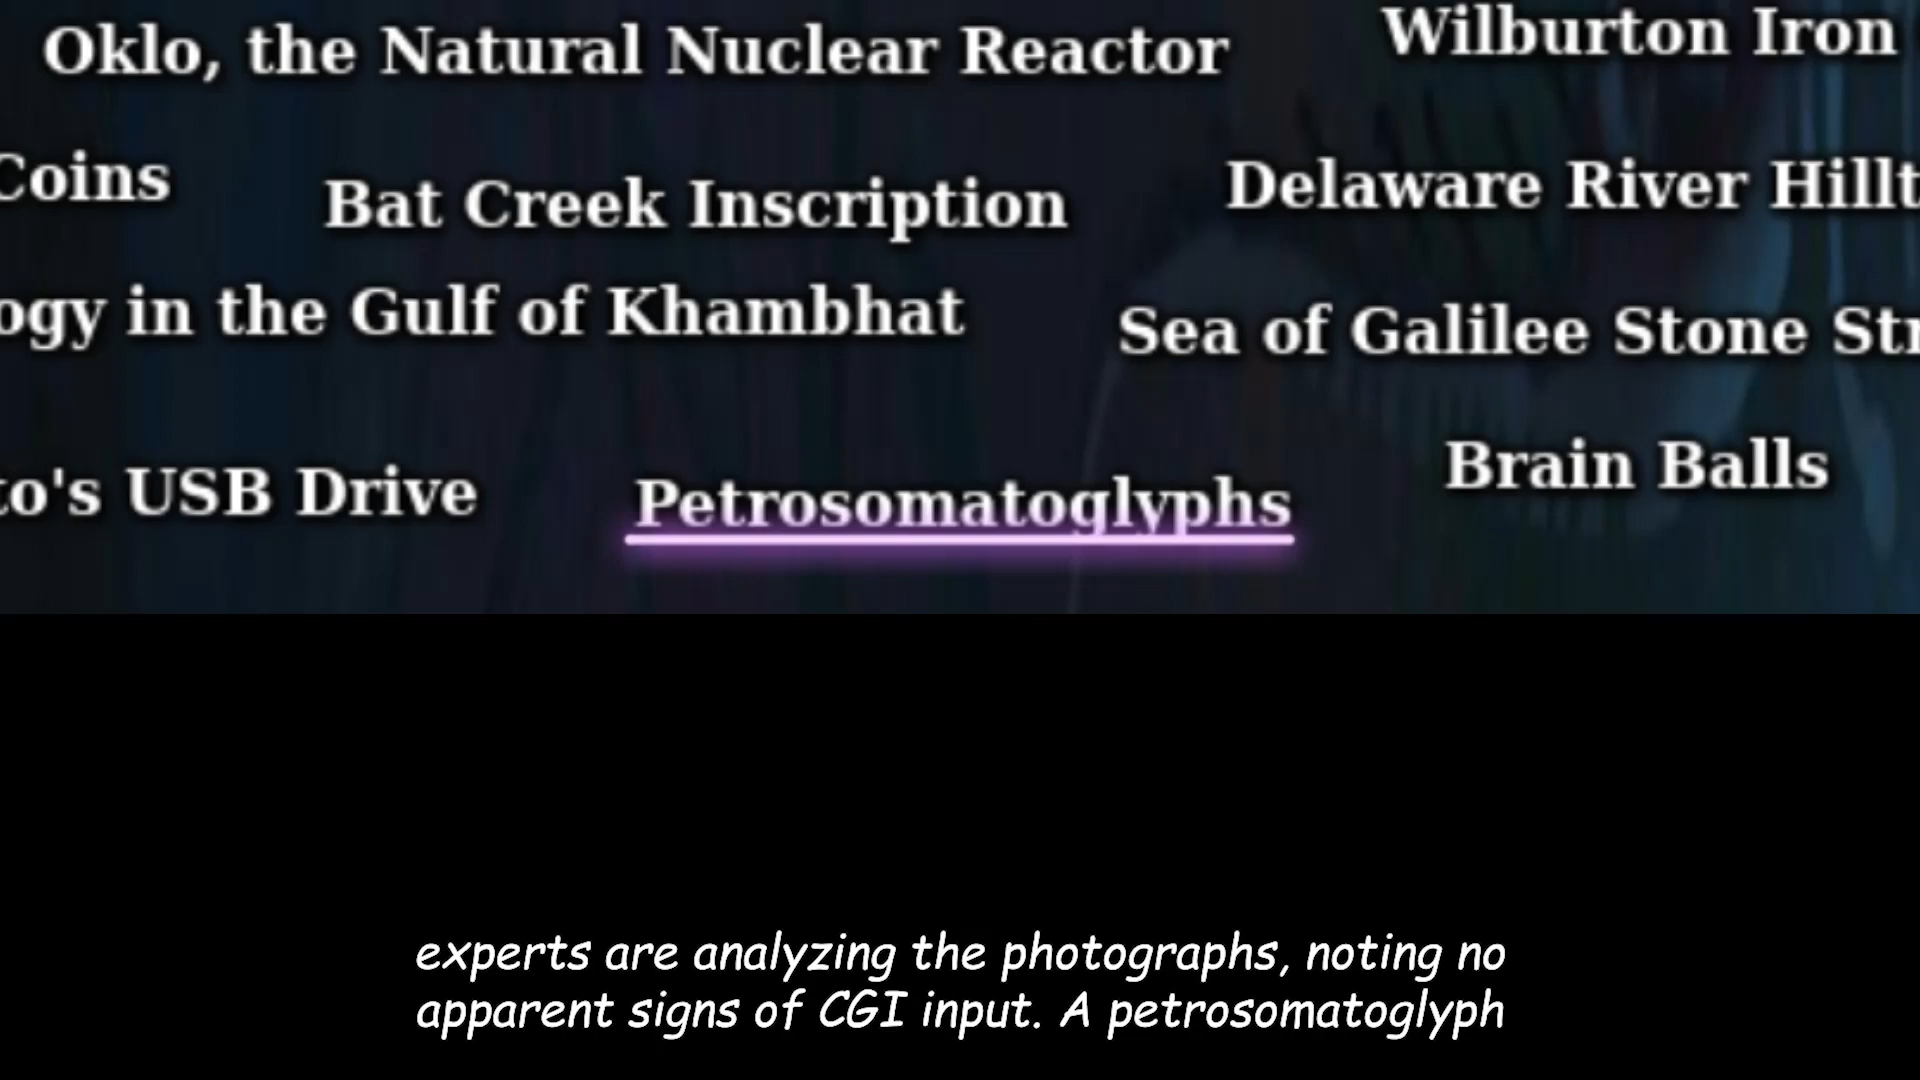 Oklo, the Natural Nuclear Reactor
Wilburton Iron
Coins
Bat Creek Inscription
Delaware River Hillt
ogy in the Gulf of Khambhat
Sea of Galilee Stone Str
to's USB Drive
Petrosomatoglyphs
Brain Balls
experts are analyzing the photographs, noting no
apparent signs of CGI input. A petrosomatoglyph